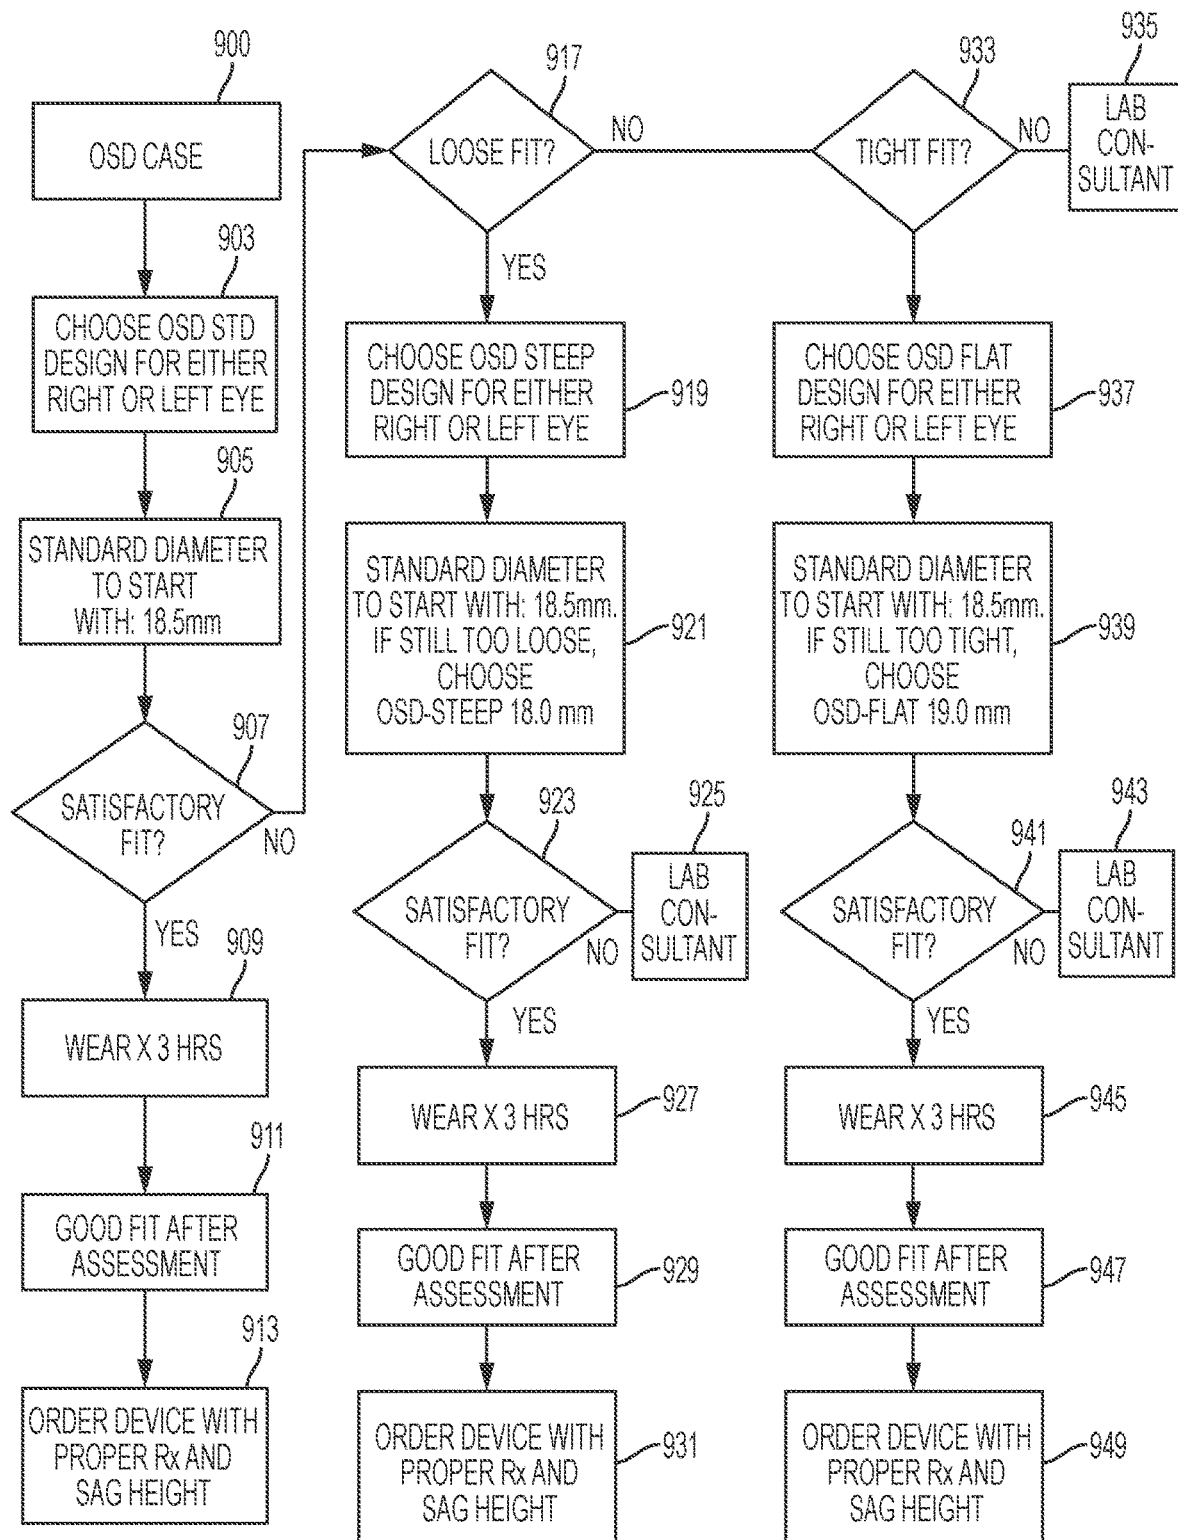 900
OSD CASE
903
CHOOSE OSD STD
DESIGN FOR EITHER
RIGHT OR LEFT EYE
905
STANDARD DIAMETER
TO START
WITH: 18.5mm
907
SATISFACTORY
FIT?
NO
YES
909
WEAR X 3 HRS
911
GOOD FIT AFTER
ASSESSMENT
913
ORDER DEVICE WITH
PROPER Rx AND
SAG HEIGHT
917
LOOSE FIT?
NO
YES
CHOOSE OSD STEEP
DESIGN FOR EITHER
RIGHT OR LEFT EYE
919
STANDARD DIAMETER
TO START WITH: 18.5mm.
IF STILL TOO LOOSE,
CHOOSE
OSD-STEEP 18.0 mm
921
923
SATISFACTORY
FIT?
NO
925
LAB
CON-
SULTANT
YES
WEAR X 3 HRS
927
GOOD FIT AFTER
ASSESSMENT
929
ORDER DEVICE WITH
PROPER Rx AND
SAG HEIGHT
931
933
TIGHT FIT?
NO
935
LAB
CON-
SULTANT
CHOOSE OSD FLAT
DESIGN FOR EITHER
RIGHT OR LEFT EYE
937
STANDARD DIAMETER
TO START WITH: 18.5mm.
IF STILL TOO TIGHT,
CHOOSE
OSD-FLAT 19.0 mm
939
941
SATISFACTORY
FIT?
NO
943
LAB
CON-
SULTANT
YES
WEAR X 3 HRS
945
GOOD FIT AFTER
ASSESSMENT
947
ORDER DEVICE WITH
PROPER Rx AND
SAG HEIGHT
949